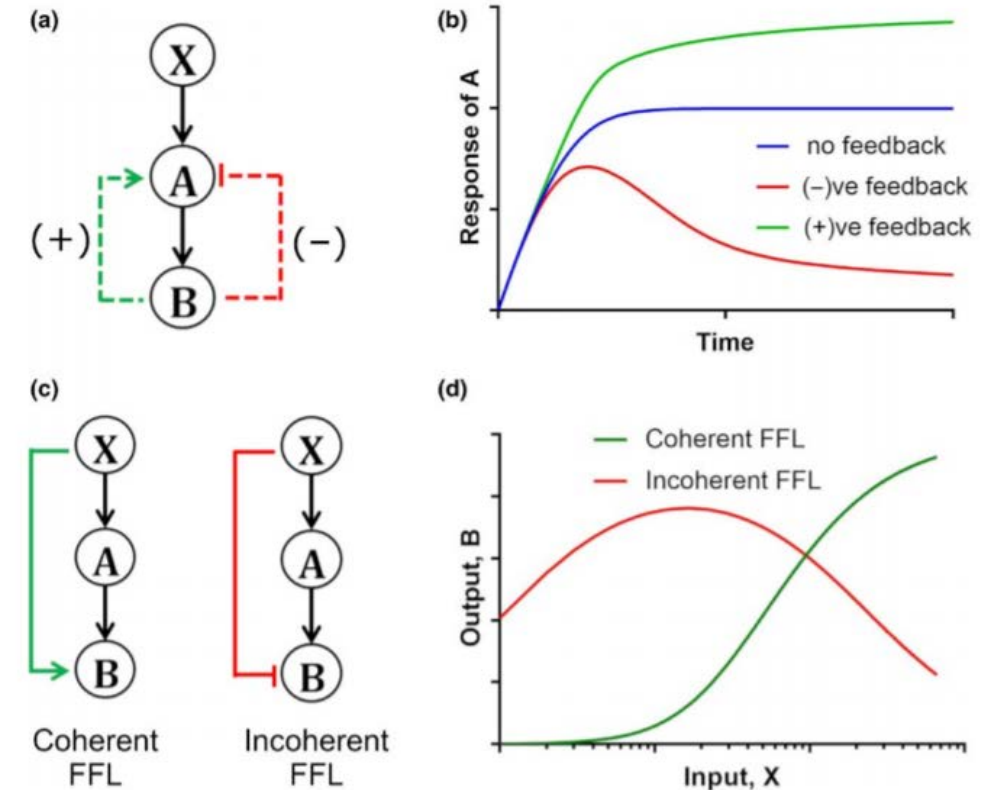 (a)
X
A
B
(+)
(−)
(b)
Response of A
no feedback
(−)ve feedback
(+)ve feedback
Time
(c)
X
A
B
Coherent
FFL
X
A
B
Incoherent
FFL
(d)
Coherent FFL
Incoherent FFL
Output, B
Input, X